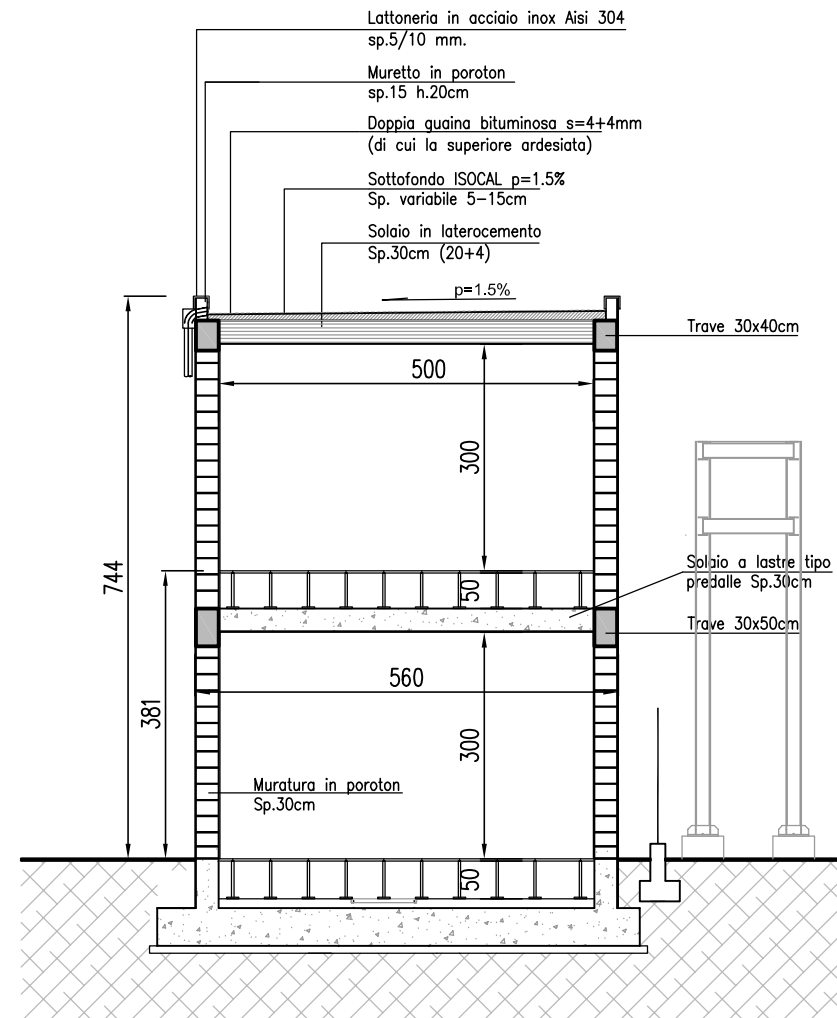 Lattoneria in acciaio inox Aisi 304
sp.5/10 mm.
Muretto in poroton
sp.15 h.20cm
Doppia guaina bituminosa s=4+4mm
(di cui la superiore ardesiata)
Sottofondo ISOCAL p=1.5%
Sp. variabile 5-15cm
Solaio in laterocemento
Sp.30cm (20+4)
p=1.5%
Trave 30x40cm
500
300
744
Solaio a lastre tipo
predalle Sp.30cm
50
Trave 30x50cm
560
381
300
Muratura in poroton
Sp.30cm
50